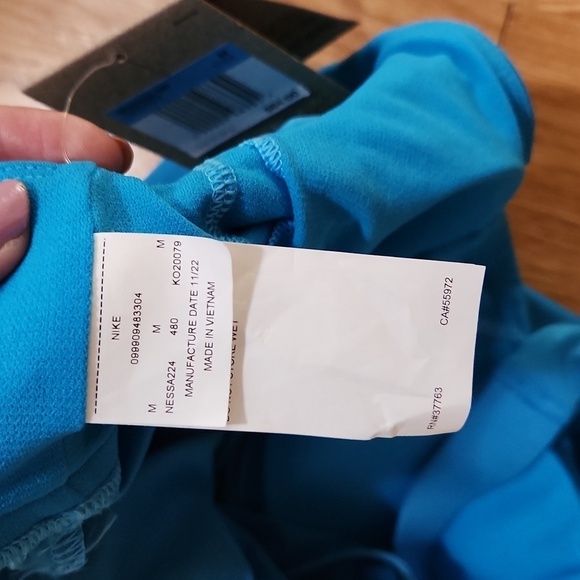 NIKE
099909483304
M M M
NESSA224 480 KO20079
MANUFACTURE DATE 11/22
MADE IN VIETNAM
RN#37763 CA#55972